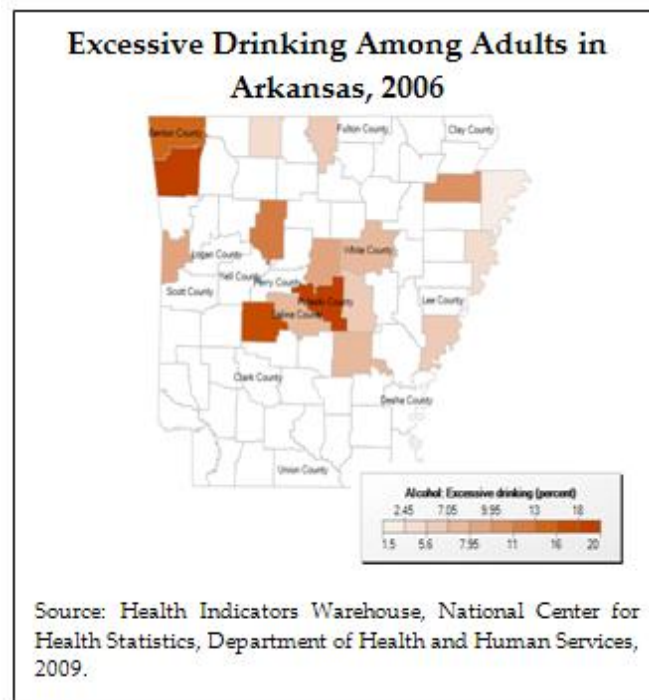 Excessive Drinking Among Adults in
Arkansas, 2006
Benton County
Fulton County
Clay County
White County
Logan County
Yell County
Perry County
Scott County
Pulaski County
Saline County
Lee County
Clark County
Desha County
Union County
Alcohol: Excessive drinking (percent)
2.45 7.05 9.95 13 18
1.5 5.6 7.95 11 16 20
Source: Health Indicators Warehouse, National Center for
Health Statistics, Department of Health and Human Services,
2009.